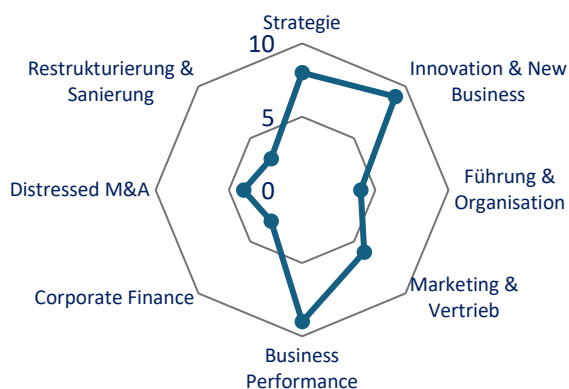 Strategie
10
Restrukturierung &
Sanierung
Innovation & New
Business
5
Distressed M&A
0
Führung &
Organisation
Corporate Finance
Marketing &
Vertrieb
Business
Performance